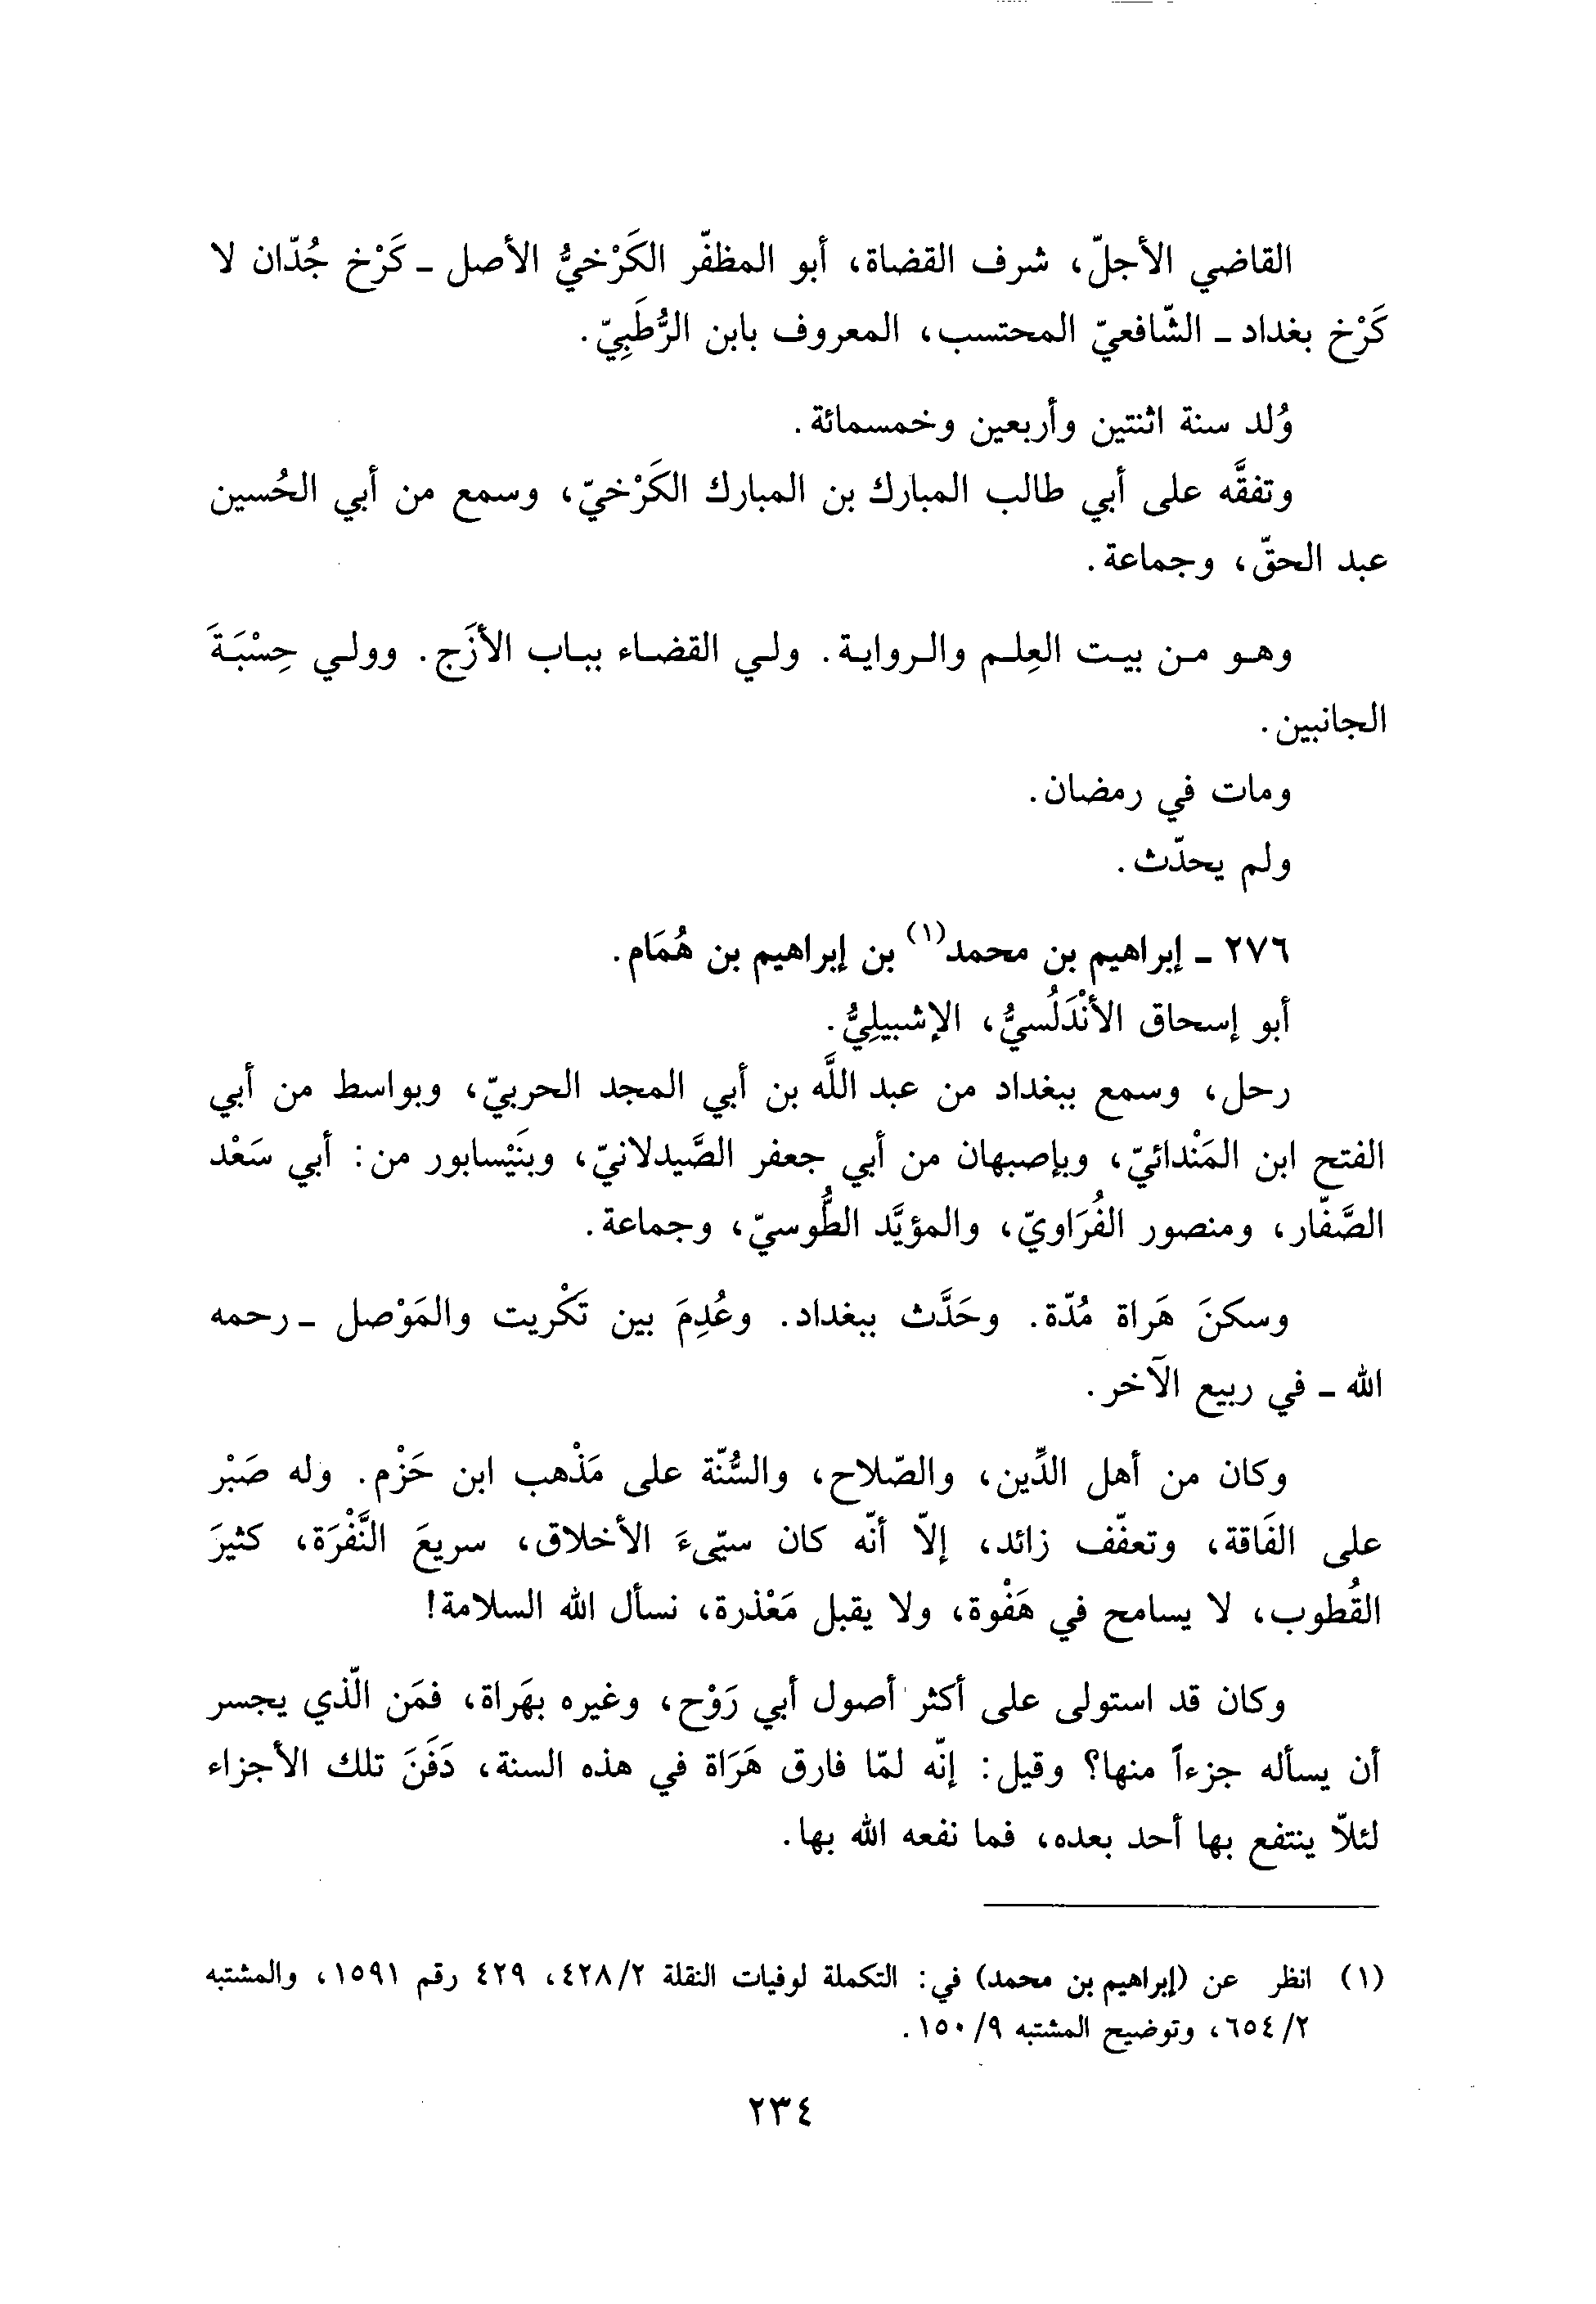 القاضي الأجلّ، شرف القضاة، أبو المظفّر الكَرْخيُّ الأصل ـ كَرْخ جُدّان لا
كَرْخ بغداد ـ الشّافعيّ المحتسب، المعروف بابن الرُّطَبِيّ.
وُلد سنة اثنتين وأربعين وخمسمائة.
وتفقَّه على أبي طالب المبارك بن المبارك الكَرْخيّ، وسمع من أبي الحُسين
عبد الحقّ، وجماعة.
وهو من بيت العِلم والرواية. ولي القضاء بباب الأزَج. وولي حِسْبَةَ
الجانبين.
ومات في رمضان.
ولم يحدّث.
٢٧٦ ـ إبراهيم بن محمد(١) بن إبراهيم بن هُمَام.
أبو إسحاق الأنْدَلُسيُّ، الإشبيلِيُّ.
رحل، وسمع ببغداد من عبد اللَّه بن أبي المجد الحربيّ، وبواسط من أبي
الفتح ابن المَنْدائيّ، وبإصبهان من أبي جعفر الصَّيدلانيّ، وبنَيْسابور من: أبي سَعْد
الصَّفّار، ومنصور الفُرَاويّ، والمؤيَّد الطُّوسيّ، وجماعة.
وسكنَ هَراة مُدّة. وحَدَّث ببغداد. وعُدِمَ بين تَكْريت والمَوْصل ـ رحمه
الله ـ في ربيع الآخر.
وكان من أهل الدِّين، والصّلاح، والسُّنّة على مَذْهب ابن حَزْم. وله صَبْر
على الفَاقة، وتعفّف زائد، إلاّ أنّه كان سيّىءَ الأخلاق، سريعَ النَّفْرَة، كثيرَ
القُطوب، لا يسامح في هَفْوة، ولا يقبل مَعْذرة، نسأل الله السلامة!
وكان قد استولى على أكثر أصول أبي رَوْح، وغيره بهَراة، فمَن الّذي يجسر
أن يسأله جزءاً منها؟ وقيل: إنّه لمّا فارق هَرَاة في هذه السنة، دَفَنَ تلك الأجزاء
لئلاّ ينتفع بها أحد بعده، فما نفعه الله بها.
(١) انظر عن (إبراهيم بن محمد) في: التكملة لوفيات النقلة ٤٢٨/٢، ٤٢٩ رقم ١٥٩١، والمشتبه
٦٥٤/٢، وتوضيح المشتبه ١٥٠/٩.
٢٣٤